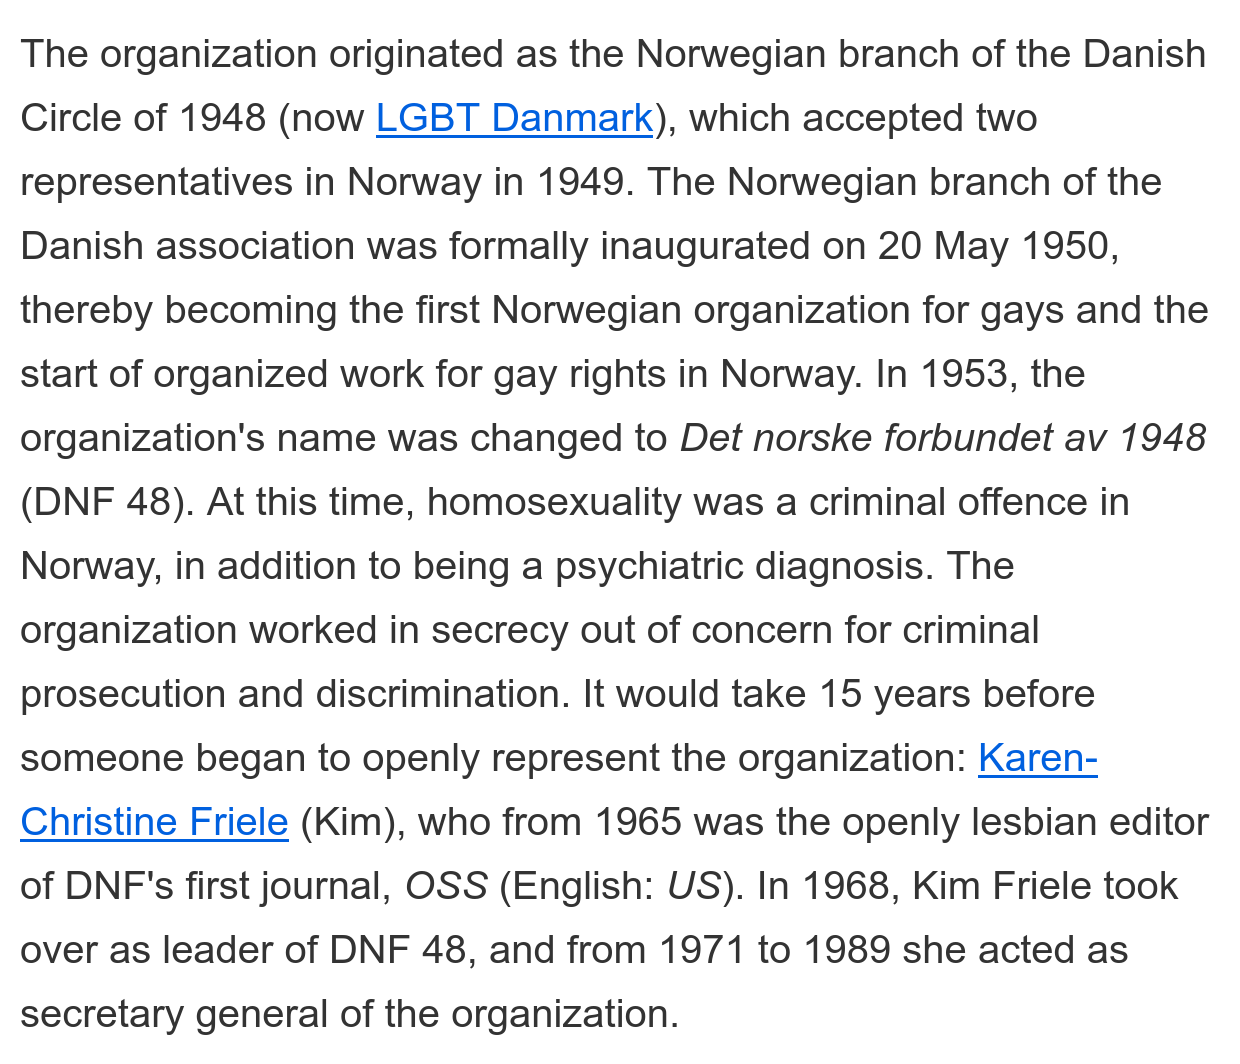 The organization originated as the Norwegian branch of the Danish
Circle of 1948 (now LGBT Danmark), which accepted two
representatives in Norway in 1949. The Norwegian branch of the
Danish association was formally inaugurated on 20 May 1950,
thereby becoming the first Norwegian organization for gays and the
start of organized work for gay rights in Norway. In 1953, the
organization's name was changed to Det norske forbundet av 1948
(DNF 48). At this time, homosexuality was a criminal offence in
Norway, in addition to being a psychiatric diagnosis. The
organization worked in secrecy out of concern for criminal
prosecution and discrimination. It would take 15 years before
someone began to openly represent the organization: Karen-
Christine Friele (Kim), who from 1965 was the openly lesbian editor
of DNF's first journal, OSS (English: US). In 1968, Kim Friele took
over as leader of DNF 48, and from 1971 to 1989 she acted as
secretary general of the organization.